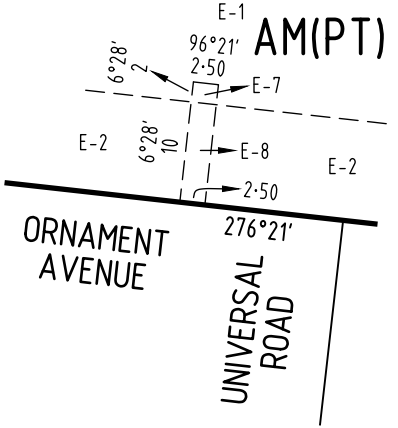 E-1
AM(PT)
96°21'
2·50
6°28'
2
E-7
E-2
6°28'
10
E-8
E-2
2·50
276°21'
ORNAMENT
AVENUE
UNIVERSAL
ROAD